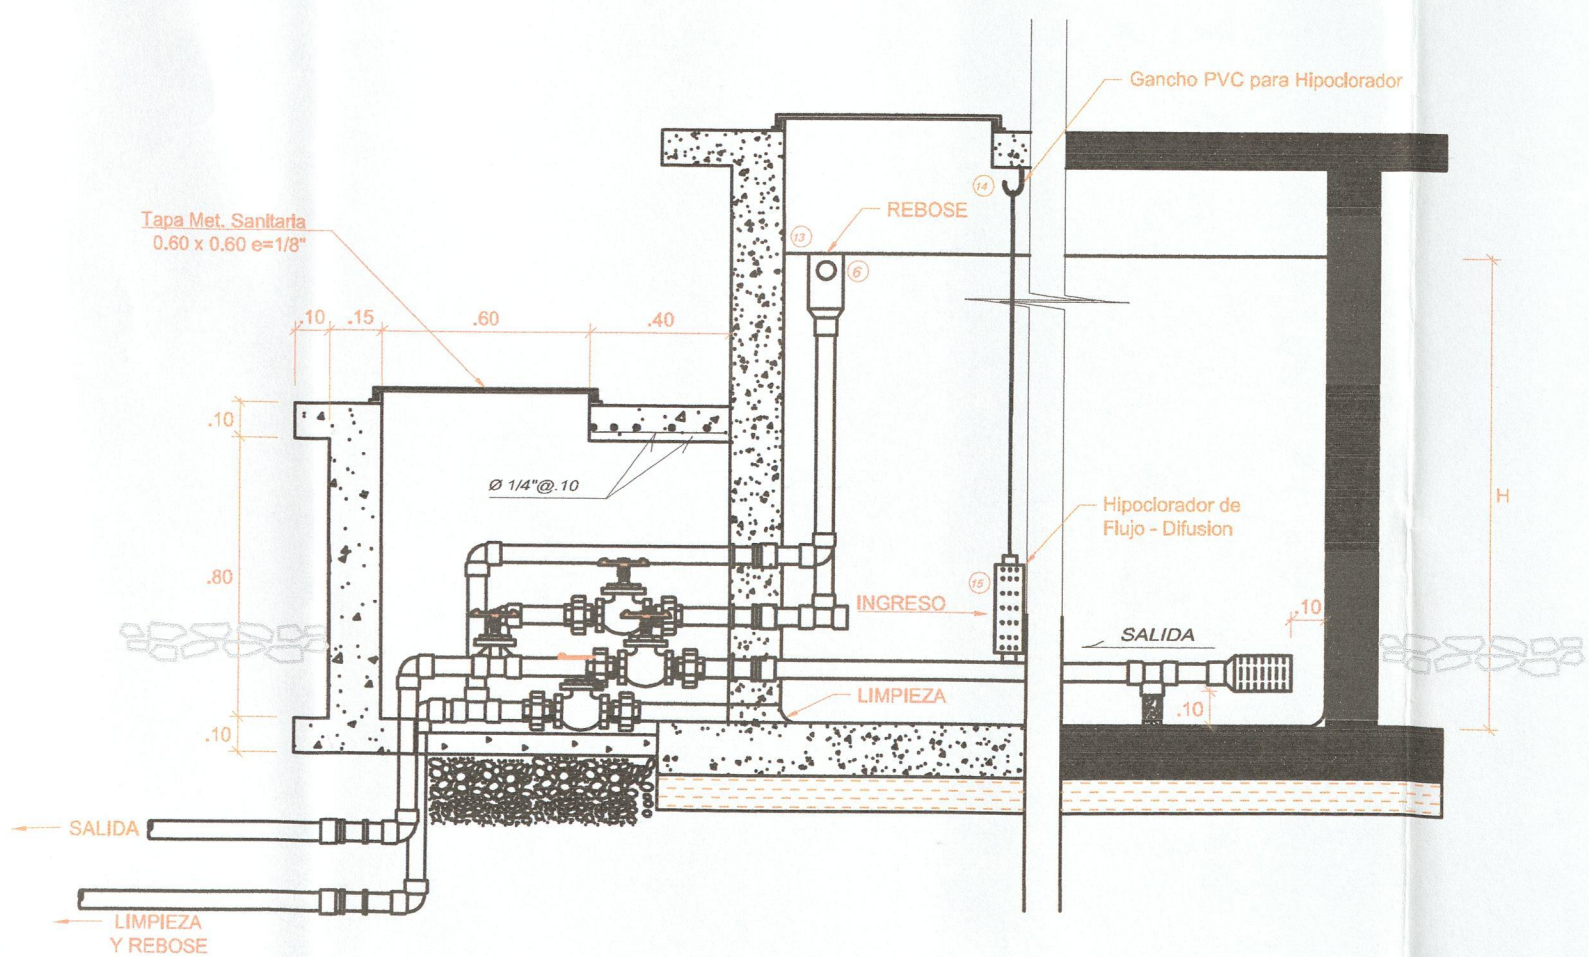 Gancho PVC para Hipoclorador
14
REBOSE
Tapa Met. Sanitaria
0.60 x 0.60 e=1/8"
13
6
.10
.15
.60
.40
.10
Ø 1/4"@.10
H
Hipoclorador de
Flujo - Difusion
.80
15
INGRESO
.10
SALIDA
LIMPIEZA
.10
.10
SALIDA
LIMPIEZA
Y REBOSE